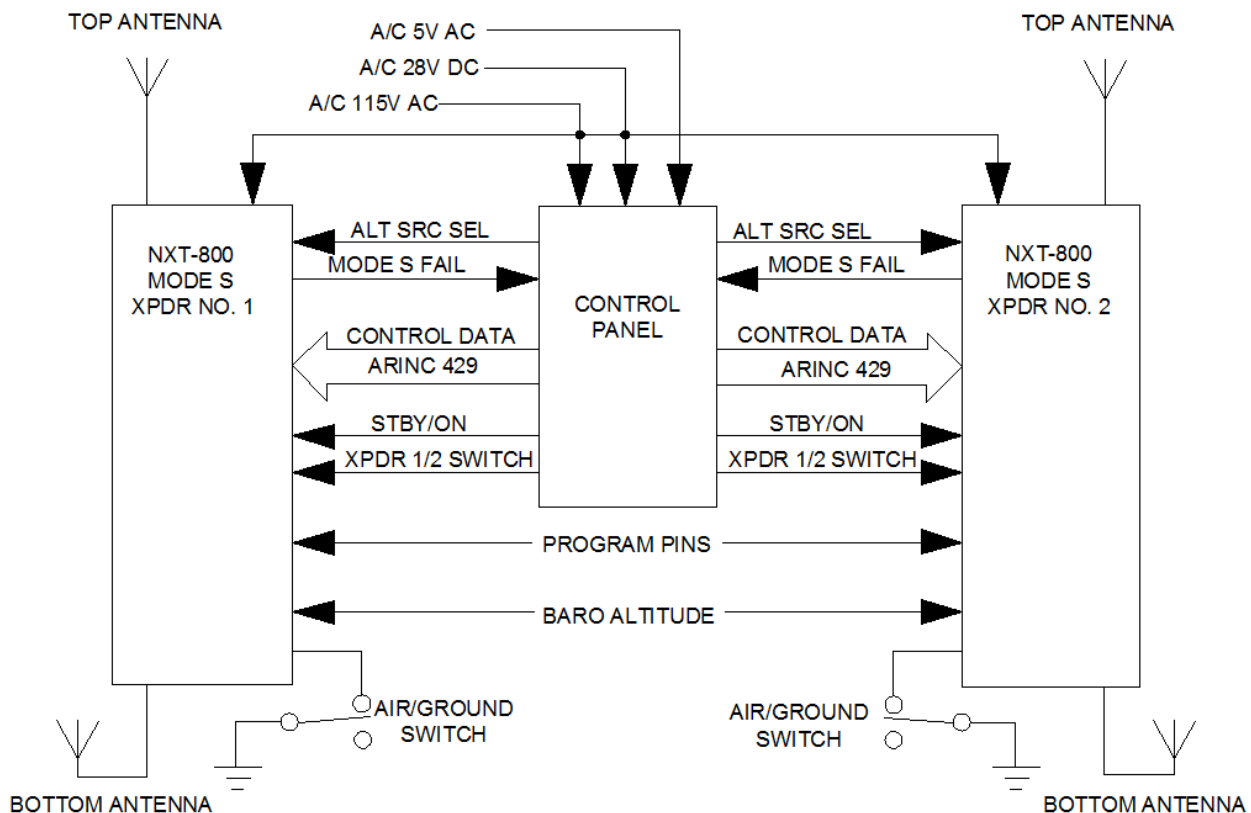 TOP ANTENNA
A/C 5V AC
TOP ANTENNA
A/C 28V DC
A/C 115V AC
NXT-800
MODE S
XPDR NO. 1
ALT SRC SEL
MODE S FAIL
CONTROL DATA
ARINC 429
STBY/ON
XPDR 1/2 SWITCH
CONTROL
PANEL
ALT SRC SEL
MODE S FAIL
CONTROL DATA
ARINC 429
STBY/ON
XPDR 1/2 SWITCH
NXT-800
MODE S
XPDR NO. 2
PROGRAM PINS
BARO ALTITUDE
AIR/GROUND
SWITCH
AIR/GROUND
SWITCH
BOTTOM ANTENNA
BOTTOM ANTENNA